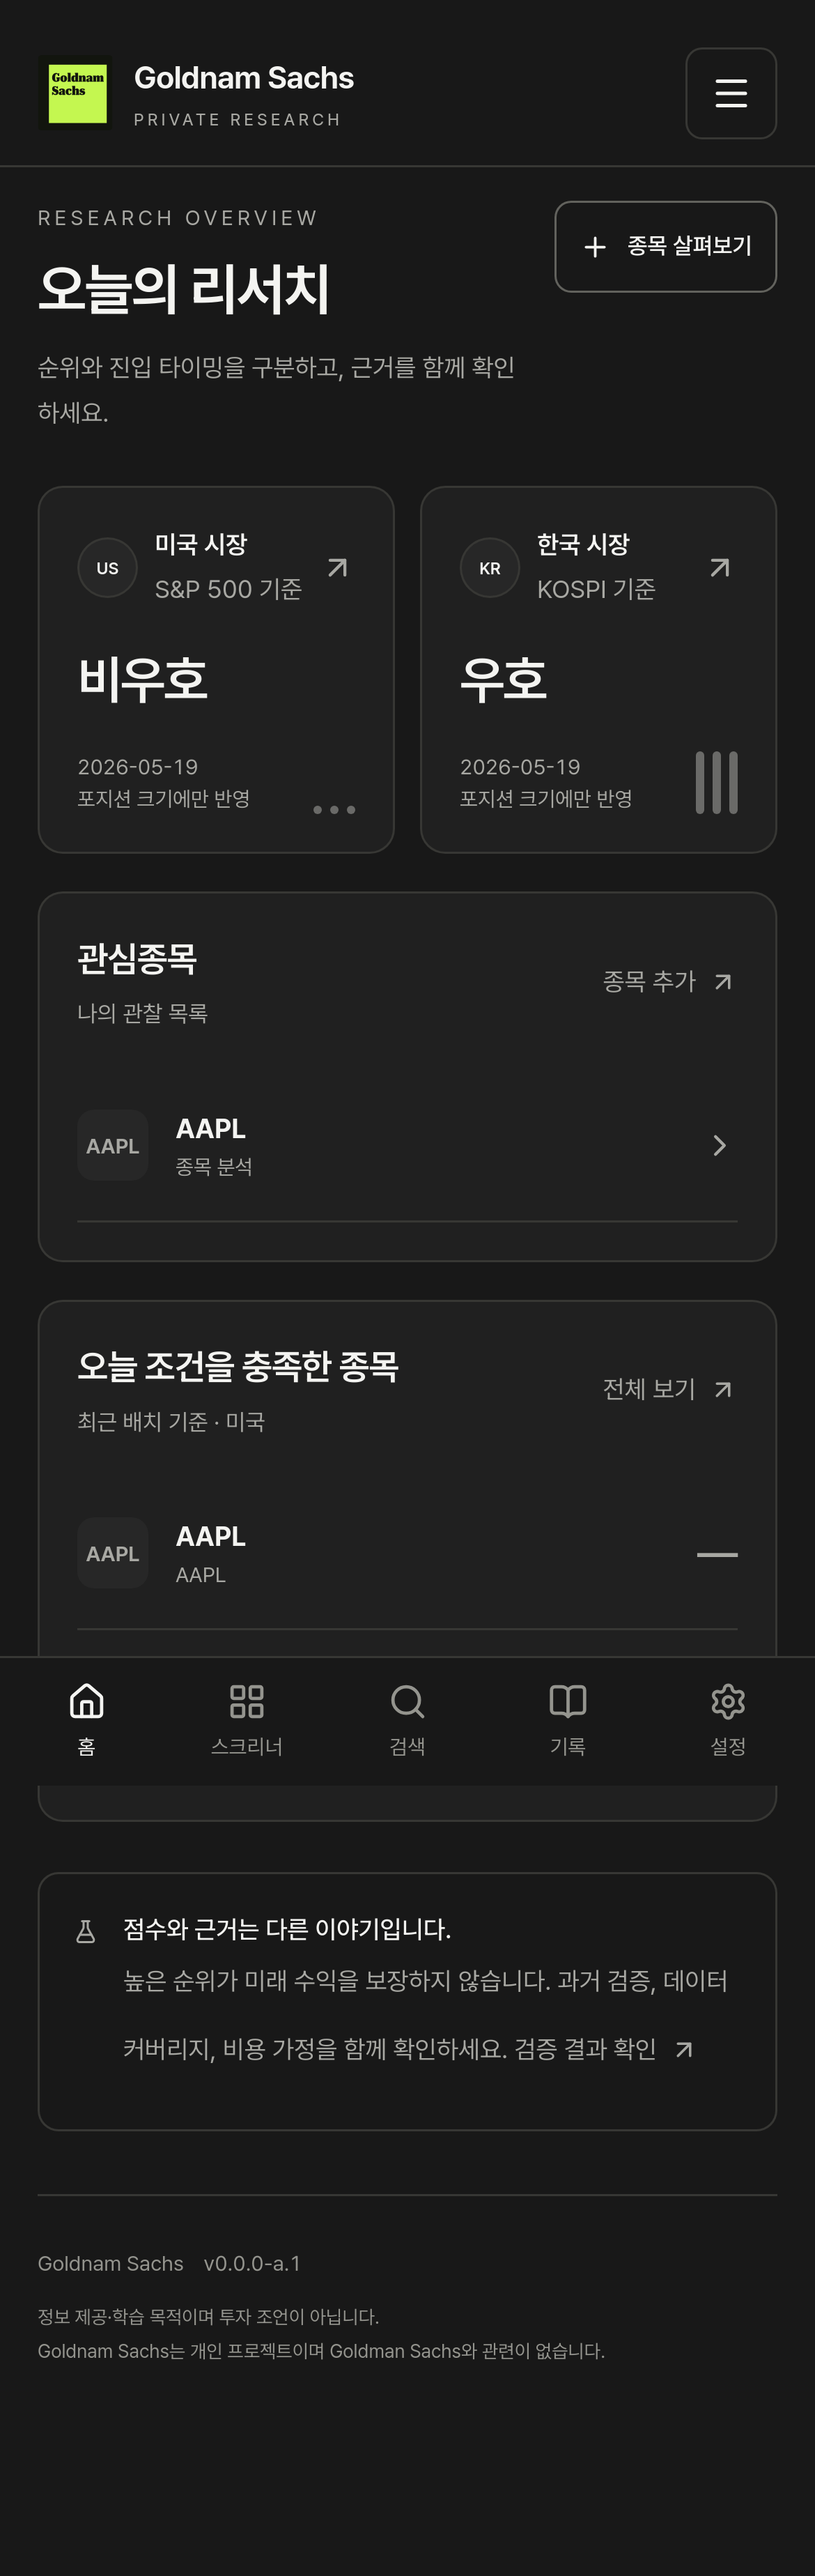 Goldnam
Sachs
Goldnam Sachs
PRIVATE RESEARCH
RESEARCH OVERVIEW
종목 살펴보기
오늘의 리서치
순위와 진입 타이밍을 구분하고, 근거를 함께 확인
하세요.
US
미국 시장
S&P 500 기준
비우호
2026-05-19
포지션 크기에만 반영
KR
한국 시장
KOSPI 기준
우호
2026-05-19
포지션 크기에만 반영
관심종목
나의 관찰 목록
종목 추가
AAPL
AAPL
종목 분석
오늘 조건을 충족한 종목
최근 배치 기준 · 미국
전체 보기
AAPL
AAPL
AAPL
홈
스크리너
검색
기록
설정
점수와 근거는 다른 이야기입니다.
높은 순위가 미래 수익을 보장하지 않습니다. 과거 검증, 데이터
커버리지, 비용 가정을 함께 확인하세요. 검증 결과 확인
Goldnam Sachs v0.0.0-a.1
정보 제공·학습 목적이며 투자 조언이 아닙니다.
Goldnam Sachs는 개인 프로젝트이며 Goldman Sachs와 관련이 없습니다.